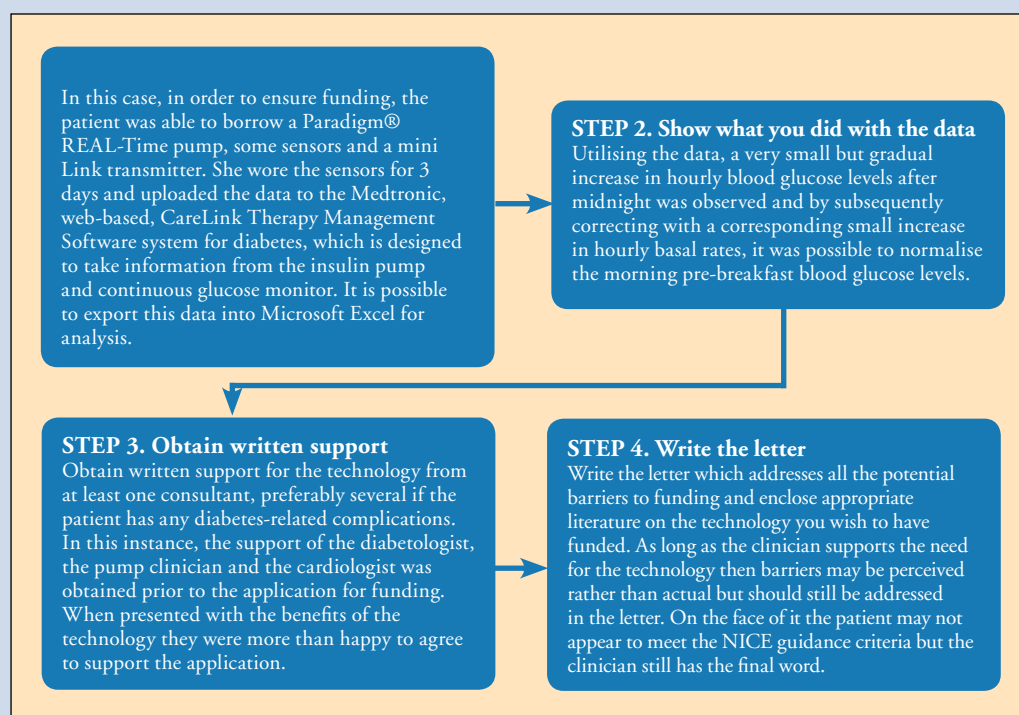 In this case, in order to ensure funding, the
patient was able to borrow a Paradigm®
REAL-Time pump, some sensors and a mini
Link transmitter. She wore the sensors for 3
days and uploaded the data to the Medtronic,
web-based, CareLink Therapy Management
Software system for diabetes, which is designed
to take information from the insulin pump
and continuous glucose monitor. It is possible
to export this data into Microsoft Excel for
analysis.
STEP 2. Show what you did with the data
Utilising the data, a very small but gradual
increase in hourly blood glucose levels after
midnight was observed and by subsequently
correcting with a corresponding small increase
in hourly basal rates, it was possible to normalise
the morning pre-breakfast blood glucose levels.
STEP 3. Obtain written support
Obtain written support for the technology from
at least one consultant, preferably several if the
patient has any diabetes-related complications.
In this instance, the support of the diabetologist,
the pump clinician and the cardiologist was
obtained prior to the application for funding.
When presented with the benefits of the
technology they were more than happy to agree
to support the application.
STEP 4. Write the letter
Write the letter which addresses all the potential
barriers to funding and enclose appropriate
literature on the technology you wish to have
funded. As long as the clinician supports the need
for the technology then barriers may be perceived
rather than actual but should still be addressed
in the letter. On the face of it the patient may not
appear to meet the NICE guidance criteria but the
clinician still has the final word.